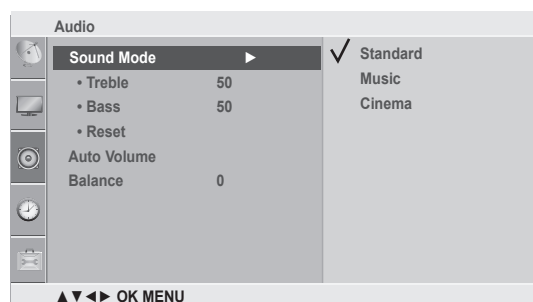 Audio
Sound Mode ▶
• Treble 50
• Bass 50
• Reset
Auto Volume
Balance 0
✓ Standard
Music
Cinema
▲▼◄► OK MENU